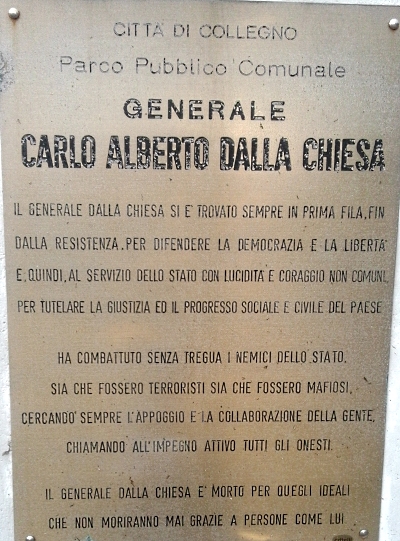 CITTÀ DI COLLEGNO
Parco Pubblico Comunale
GENERALE
CARLO ALBERTO DALLA CHIESA
IL GENERALE DALLA CHIESA SI E' TROVATO SEMPRE IN PRIMA FILA, FIN
DALLA RESISTENZA, PER DIFENDERE LA DEMOCRAZIA E LA LIBERTA'
E, QUINDI, AL SERVIZIO DELLO STATO CON LUCIDITA' E CORAGGIO NON COMUNI,
PER TUTELARE LA GIUSTIZIA ED IL PROGRESSO SOCIALE E CIVILE DEL PAESE
HA COMBATTUTO SENZA TREGUA I NEMICI DELLO STATO,
SIA CHE FOSSERO TERRORISTI SIA CHE FOSSERO MAFIOSI,
CERCANDO SEMPRE L'APPOGGIO E LA COLLABORAZIONE DELLA GENTE,
CHIAMANDO ALL'IMPEGNO ATTIVO TUTTI GLI ONESTI.
IL GENERALE DALLA CHIESA E' MORTO PER QUEGLI IDEALI
CHE NON MORIRANNO MAI GRAZIE A PERSONE COME LUI